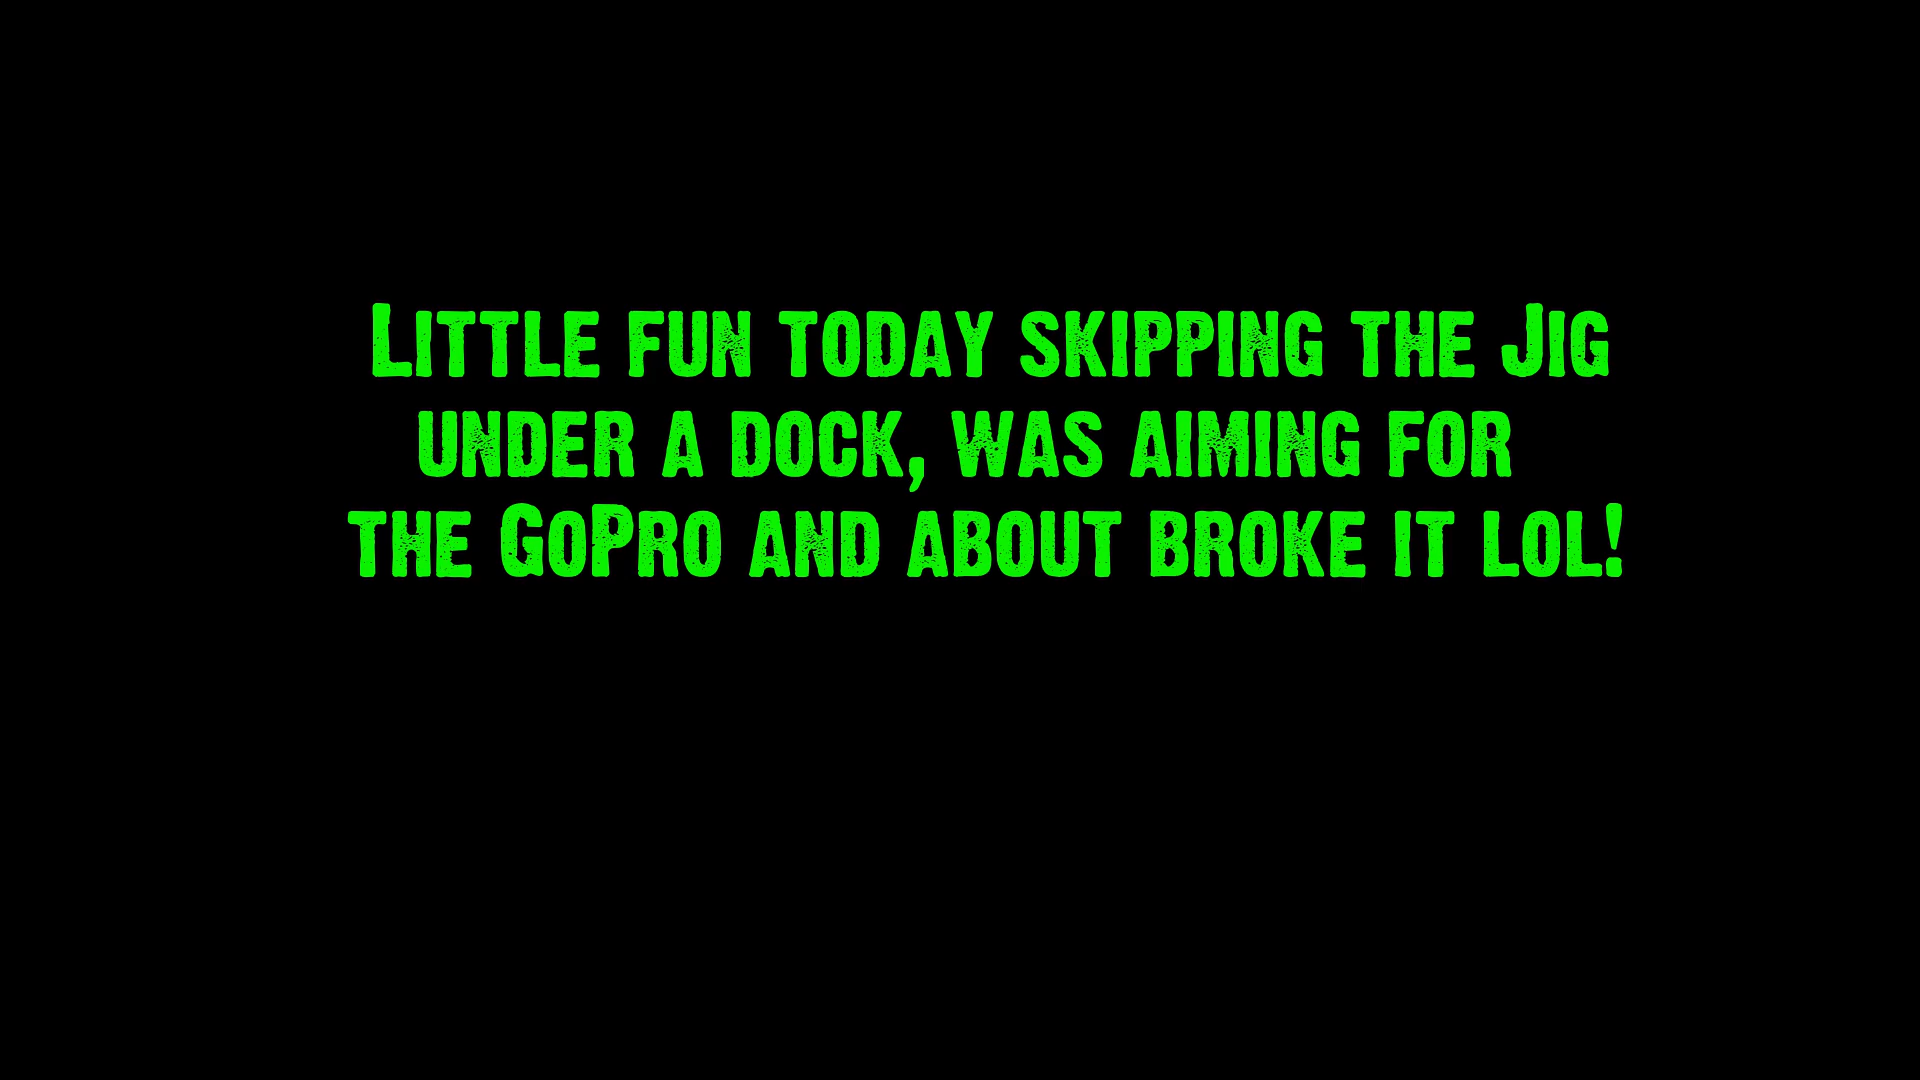 Little fun today skipping the Jig
under a dock, was aiming for
the GoPro and about broke it lol!